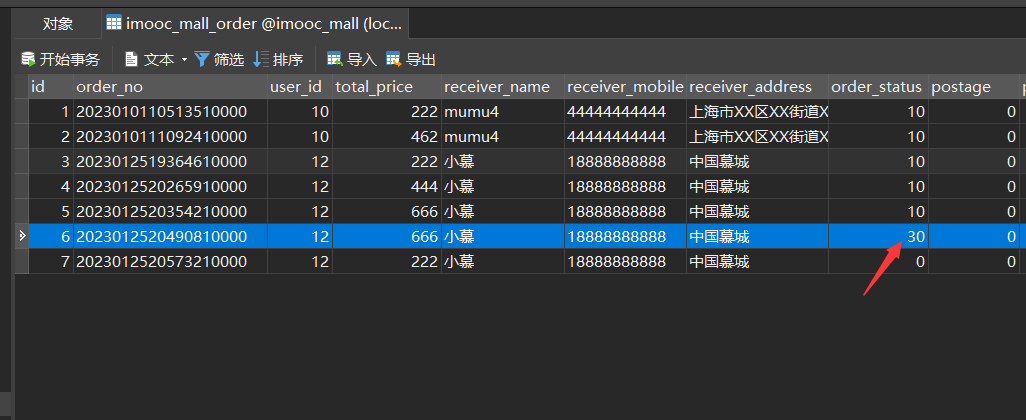 对象 imooc_mall_order @imooc_mall (loc...
开始事务 文本 筛选 排序 导入 导出
id order_no user_id total_price receiver_name receiver_mobile receiver_address order_status postage
1 2023010110513510000 10 222 mumu4 44444444444 上海市XX区XX街道X 10 0
2 2023010111092410000 10 462 mumu4 44444444444 上海市XX区XX街道X 10 0
3 2023012519364610000 12 222 小慕 18888888888 中国慕城 10 0
4 2023012520265910000 12 444 小慕 18888888888 中国慕城 10 0
5 2023012520354210000 12 666 小慕 18888888888 中国慕城 10 0
6 2023012520490810000 12 666 小慕 18888888888 中国慕城 30 0
7 2023012520573210000 12 222 小慕 18888888888 中国慕城 0 0